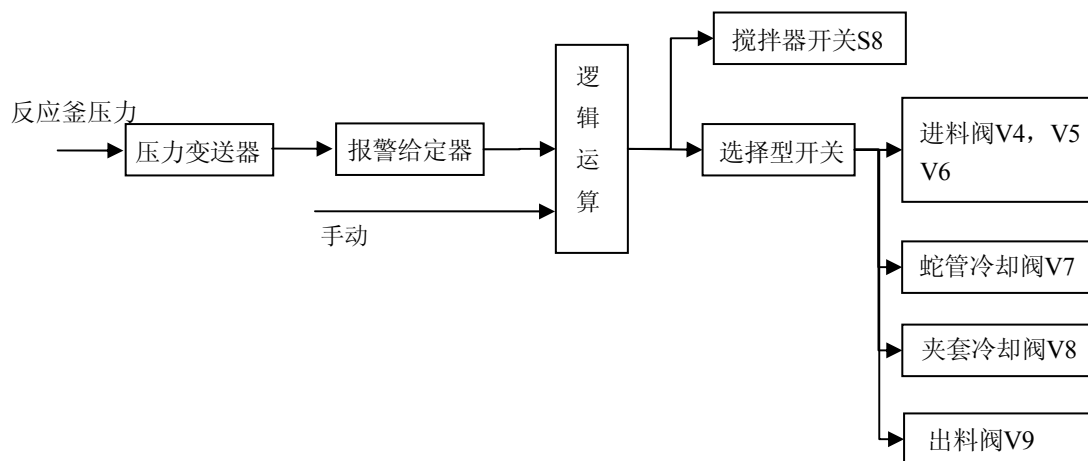 搅拌器开关S8
反应釜压力
压力变送器
报警给定器
逻
辑
运
算
手动
选择型开关
进料阀V4，V5
V6
蛇管冷却阀V7
夹套冷却阀V8
出料阀V9